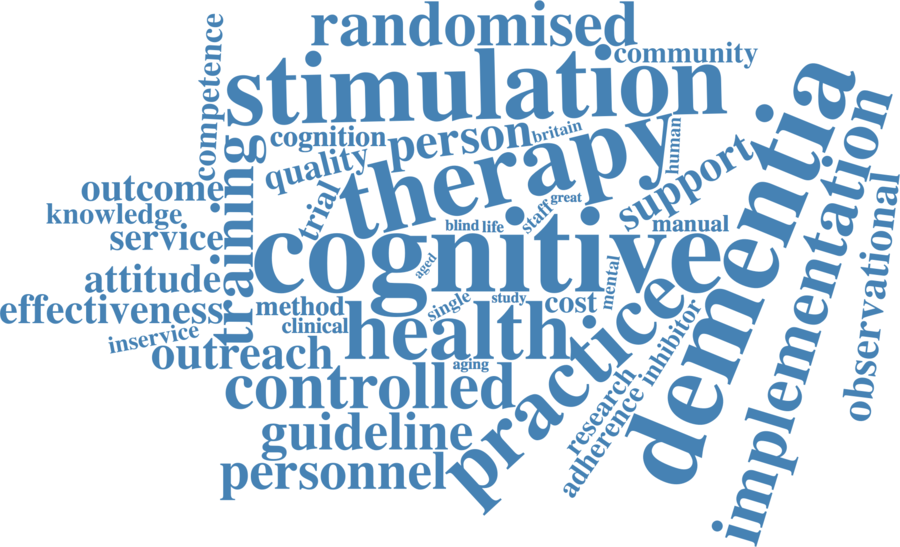 randomised
community
competence
stimulation
cognition
person
britain
human
quality
therapy
support
dementia
implementation
observational
training
trial
outcome
knowledge
service
attitude
effectiveness
inservice
outreach
blind
life
staff
great
manual
cognitive
aged
mental
method
clinical
single
study
cost
health
aging
practice
inhibitor
research
adherence
controlled
guideline
personnel